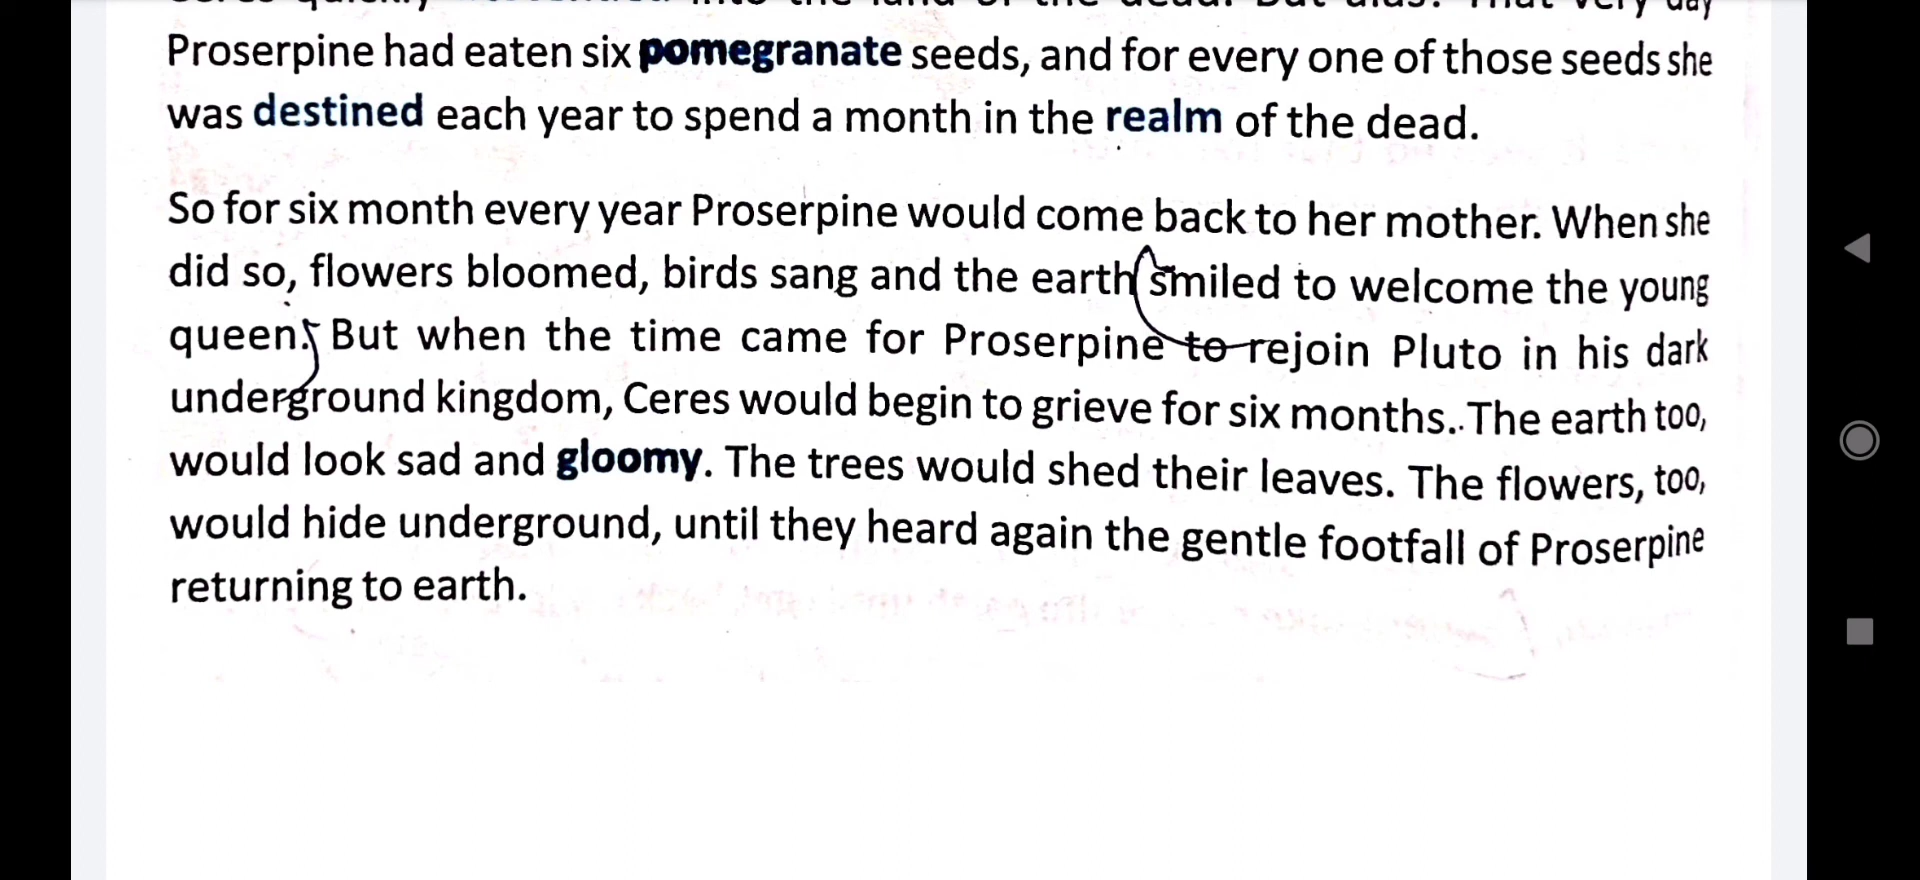 Proserpine had eaten six pomegranate seeds, and for every one of those seeds she
was destined each year to spend a month in the realm of the dead.
So for six month every year Proserpine would come back to her mother. When she
did so, flowers bloomed, birds sang and the earth smiled to welcome the young
queen. But when the time came for Proserpine to rejoin Pluto in his dark
underground kingdom, Ceres would begin to grieve for six months. The earth too,
would look sad and gloomy. The trees would shed their leaves. The flowers, too,
would hide underground, until they heard again the gentle footfall of Proserpine
returning to earth.